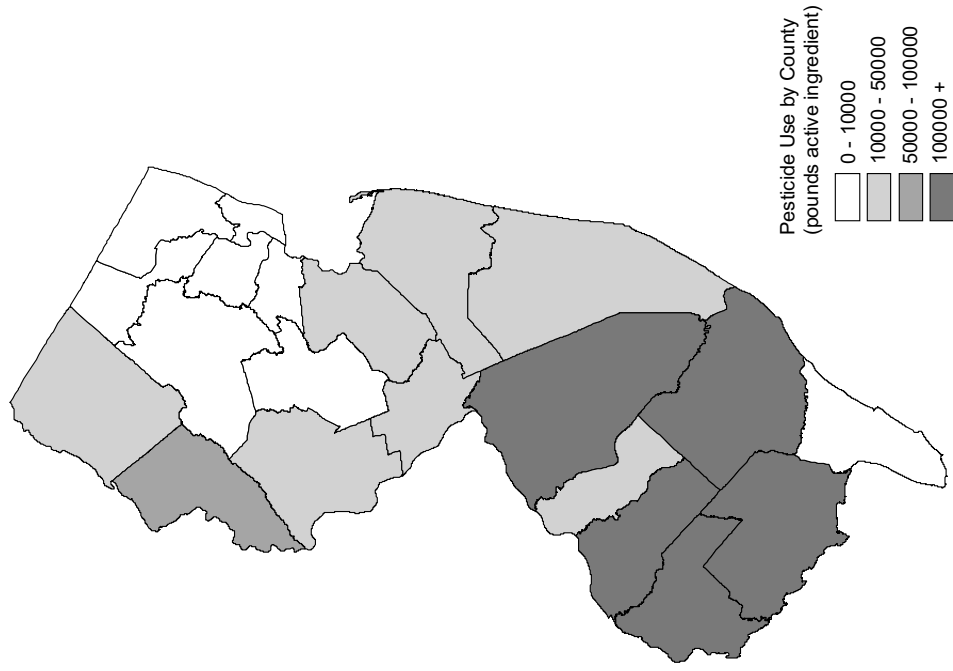 Pesticide Use by County
(pounds active ingredient)
0 - 10000
10000 - 50000
50000 - 100000
100000 +